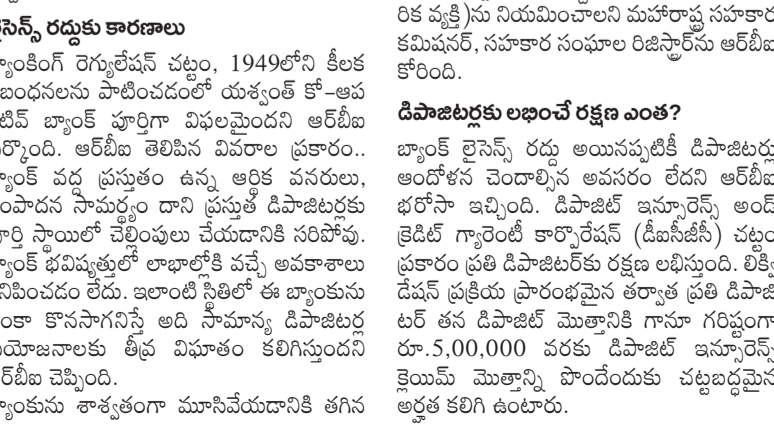 లైసెన్స్ రద్దుకు కారణాలు
బ్యాంకింగ్ రెగ్యులేషన్ చట్టం, 1949లోని కీలక
నిబంధనలను పాటించడంలో యశ్వంత్ కో-ఆప
రేటివ్ బ్యాంక్ పూర్తిగా విఫలమైందని ఆర్‌బీఐ
పేర్కొంది. ఆర్‌బీఐ తెలిపిన వివరాల ప్రకారం..
బ్యాంక్ వద్ద ప్రస్తుతం ఉన్న ఆర్థిక వనరులు,
సంపాదన సామర్థ్యం దాని ప్రస్తుత డిపాజిటర్లకు
పూర్తి స్థాయిలో చెల్లింపులు చేయడానికి సరిపోవు.
బ్యాంక్ భవిష్యత్తులో లాభాల్లోకి వచ్చే అవకాశాలు
కనిపించడం లేదు. ఇలాంటి స్థితిలో ఈ బ్యాంకును
ఇంకా కొనసాగనిస్తే అది సామాన్య డిపాజిటర్ల
ప్రయోజనాలకు తీవ్ర విఘాతం కలిగిస్తుందని
ఆర్‌బీఐ చెప్పింది.
బ్యాంకును శాశ్వతంగా మూసివేయడానికి తగిన
రిక వ్యక్తి)ను నియమించాలని మహారాష్ట్ర సహకార
కమిషనర్, సహకార సంఘాల రిజిస్ట్రార్‌ను ఆర్‌బీఐ
కోరింది.
డిపాజిటర్లకు లభించే రక్షణ ఎంత?
బ్యాంక్ లైసెన్స్ రద్దు అయినప్పటికీ డిపాజిటర్లు
ఆందోళన చెందాల్సిన అవసరం లేదని ఆర్‌బీఐ
భరోసా ఇచ్చింది. డిపాజిట్ ఇన్సూరెన్స్ అండ్
క్రెడిట్ గ్యారెంటీ కార్పొరేషన్ (డీఐసీజీసీ) చట్టం
ప్రకారం ప్రతి డిపాజిటర్‌కు రక్షణ లభిస్తుంది. లిక్వి
డేషన్ ప్రక్రియ ప్రారంభమైన తర్వాత ప్రతి డిపాజి
టర్ తన డిపాజిట్ మొత్తానికి గానూ గరిష్టంగా
రూ.5,00,000 వరకు డిపాజిట్ ఇన్సూరెన్స్
క్లెయిమ్ మొత్తాన్ని పొందేందుకు చట్టబద్ధమైన
అర్హత కలిగి ఉంటారు.